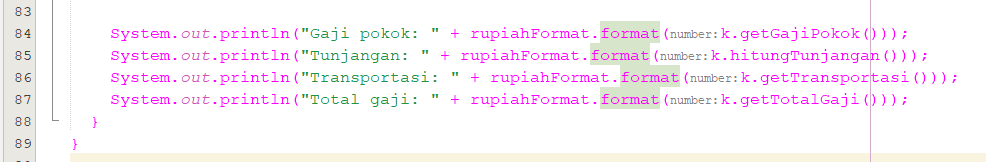 83
84 System.out.println("Gaji pokok: " + rupiahFormat.format(number: k.getGajiPokok()));
85 System.out.println("Tunjangan: " + rupiahFormat.format(number: k.hitungTunjangan()));
86 System.out.println("Transportasi: " + rupiahFormat.format(number: k.getTransportasi()));
87 System.out.println("Total gaji: " + rupiahFormat.format(number: k.getTotalGaji()));
88 }
89 }